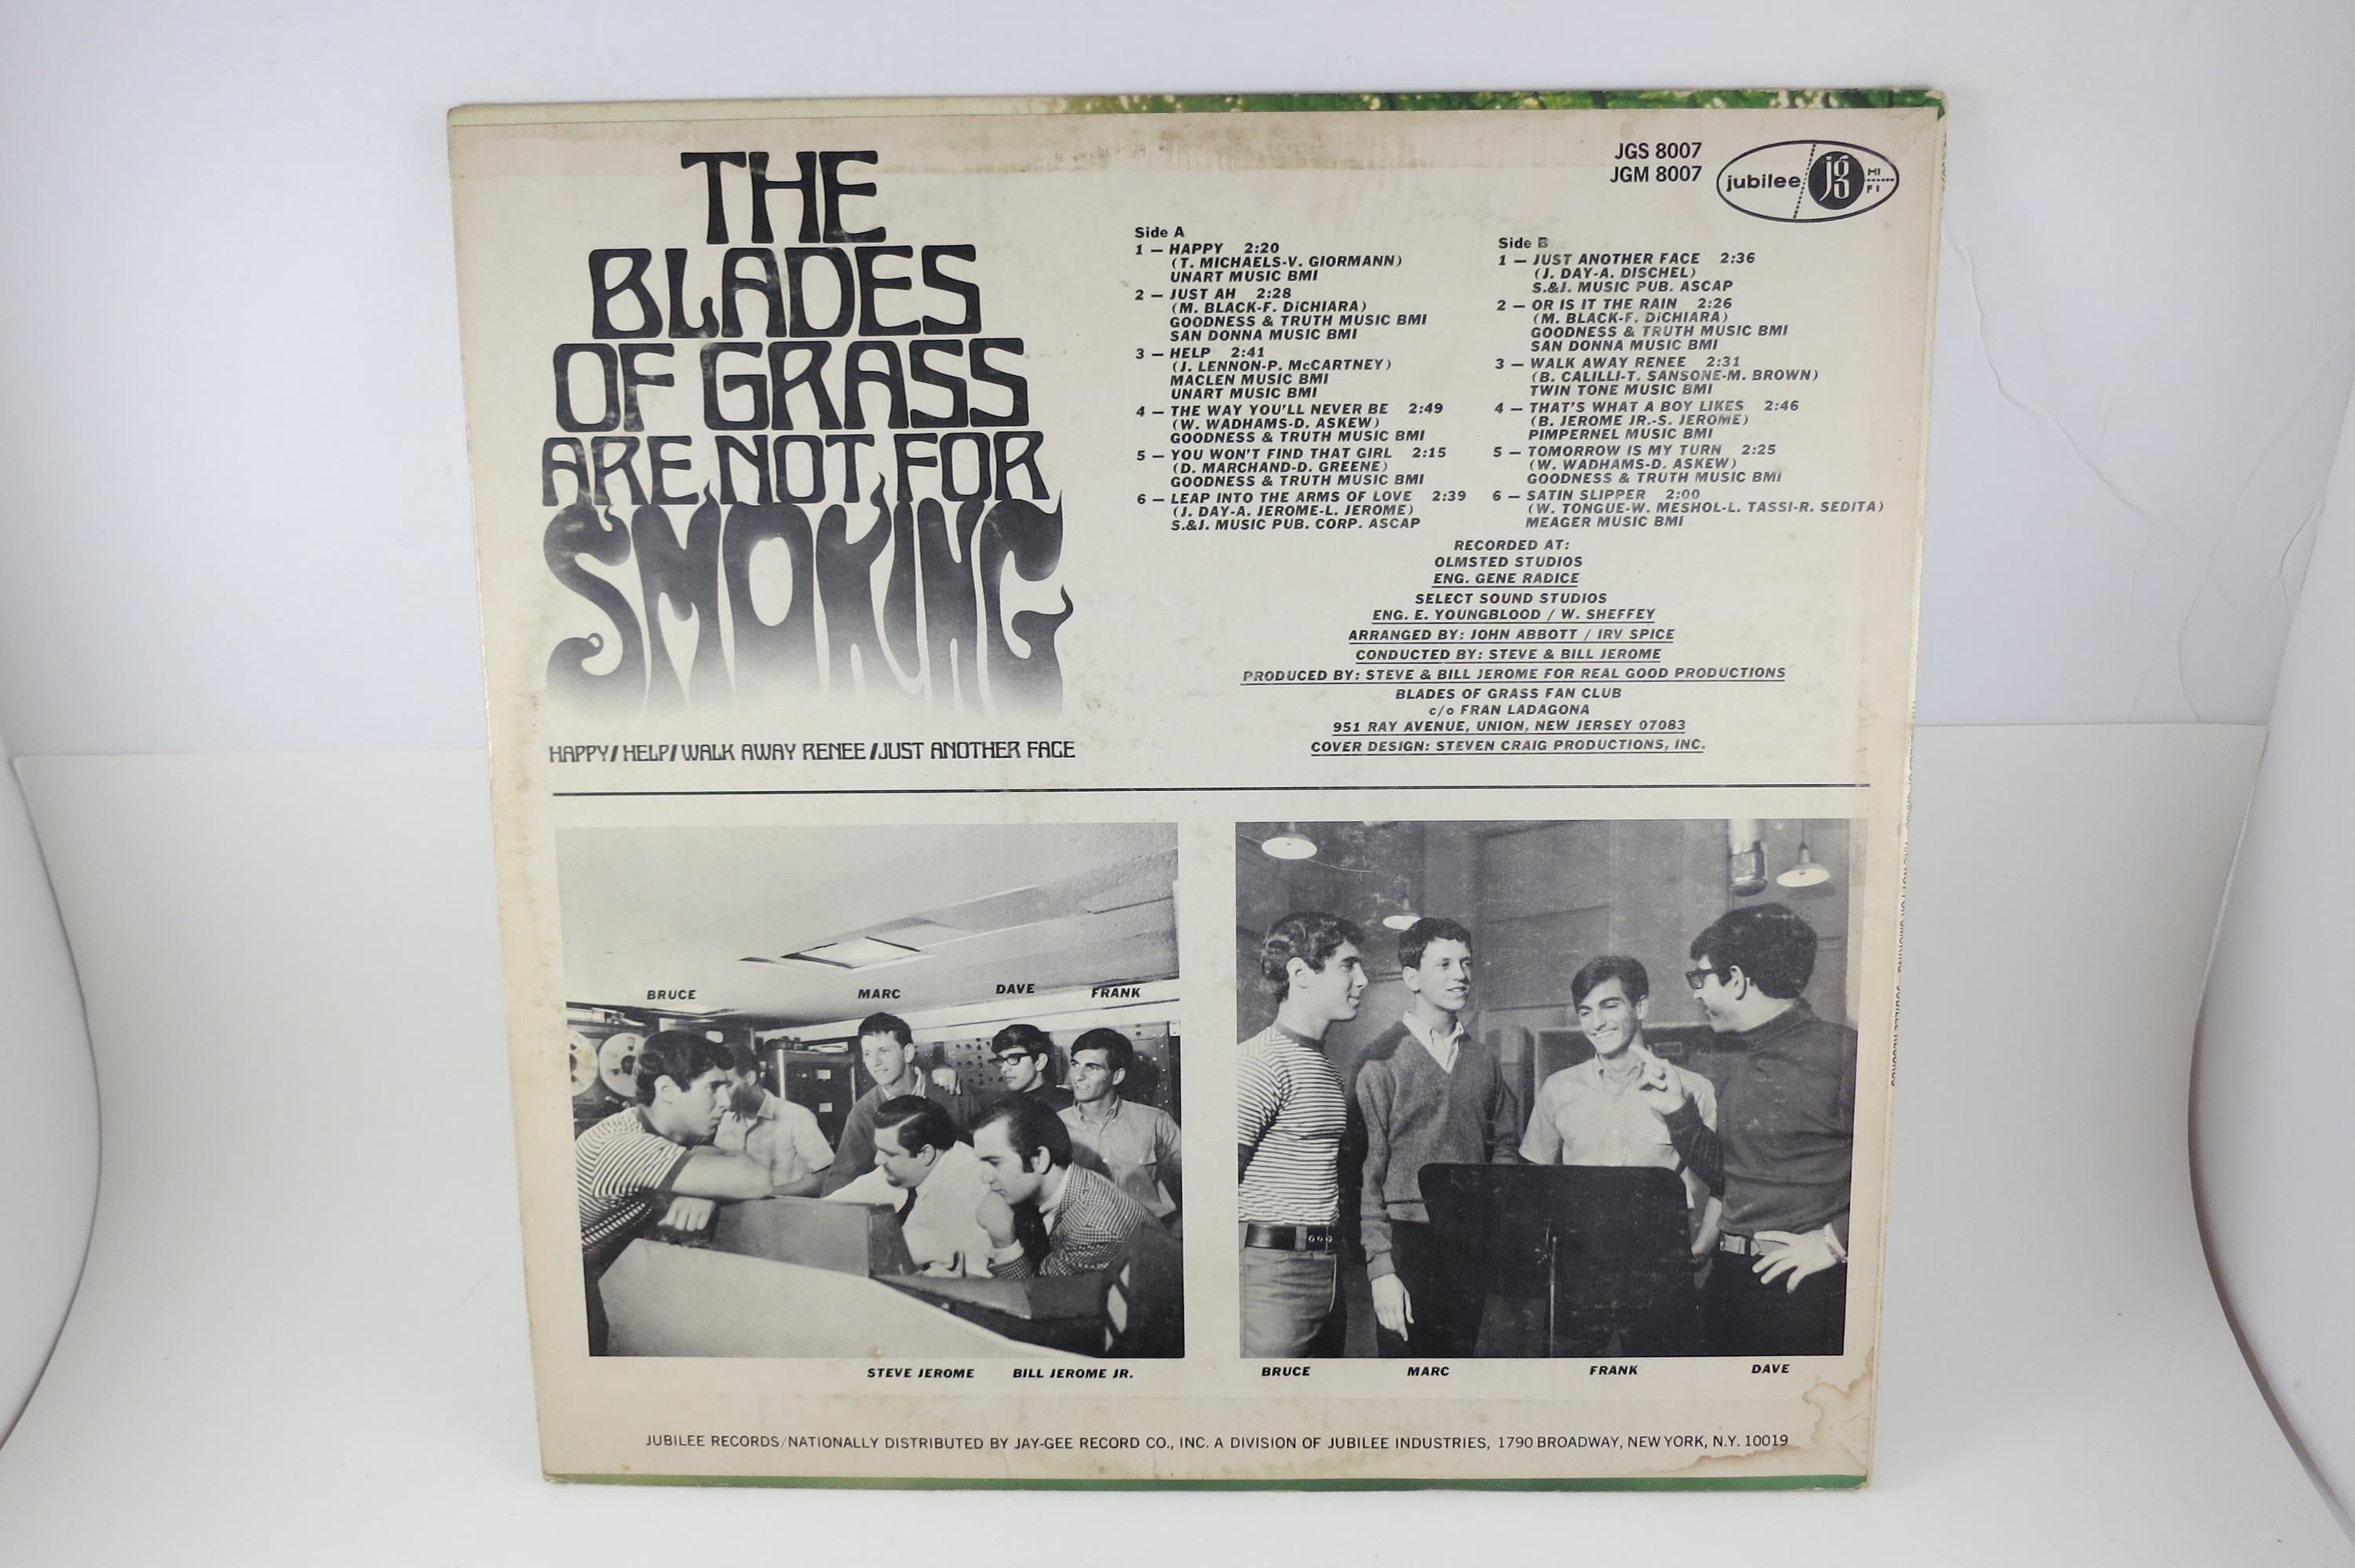 THE
BLADES
OF GRASS
ARE NOT FOR
SMOKING
HAPPY/HELP/WALK AWAY RENEE/JUST ANOTHER FACE
JGS 8007
JGM 8007
jubilee jg HI FI
Side A
1 — HAPPY 2:20
(T. MICHAELS-V. GIORMANN)
UNART MUSIC BMI
2 — JUST AH 2:28
(M. BLACK-F. DiCHIARA)
GOODNESS & TRUTH MUSIC BMI
SAN DONNA MUSIC BMI
3 — HELP 2:41
(J. LENNON-P. McCARTNEY)
MACLEN MUSIC BMI
UNART MUSIC BMI
4 — THE WAY YOU'LL NEVER BE 2:49
(W. WADHAMS-D. ASKEW)
GOODNESS & TRUTH MUSIC BMI
5 — YOU WON'T FIND THAT GIRL 2:15
(D. MARCHAND-D. GREENE)
GOODNESS & TRUTH MUSIC BMI
6 — LEAP INTO THE ARMS OF LOVE 2:39
(J. DAY-A. JEROME-L. JEROME)
S.&J. MUSIC PUB. CORP. ASCAP
Side B
1 — JUST ANOTHER FACE 2:36
(J. DAY-A. DISCHEL)
S.&J. MUSIC PUB. ASCAP
2 — OR IS IT THE RAIN 2:26
(M. BLACK-F. DiCHIARA)
GOODNESS & TRUTH MUSIC BMI
SAN DONNA MUSIC BMI
3 — WALK AWAY RENEE 2:31
(B. CALILLI-T. SANSONE-M. BROWN)
TWIN TONE MUSIC BMI
4 — THAT'S WHAT A BOY LIKES 2:46
(B. JEROME JR.-S. JEROME)
PIMPERNEL MUSIC BMI
5 — TOMORROW IS MY TURN 2:25
(W. WADHAMS-D. ASKEW)
GOODNESS & TRUTH MUSIC BMI
6 — SATIN SLIPPER 2:00
(W. TONGUE-W. MESHOL-L. TASSI-R. SEDITA)
MEAGER MUSIC BMI
RECORDED AT:
OLMSTED STUDIOS
ENG. GENE RADICE
SELECT SOUND STUDIOS
ENG. E. YOUNGBLOOD / W. SHEFFEY
ARRANGED BY: JOHN ABBOTT / IRV SPICE
CONDUCTED BY: STEVE & BILL JEROME
PRODUCED BY: STEVE & BILL JEROME FOR REAL GOOD PRODUCTIONS
BLADES OF GRASS FAN CLUB
c/o FRAN LADAGONA
951 RAY AVENUE, UNION, NEW JERSEY 07083
COVER DESIGN: STEVEN CRAIG PRODUCTIONS, INC.
BRUCE MARC DAVE FRANK
STEVE JEROME BILL JEROME JR.
BRUCE MARC FRANK DAVE
JUBILEE RECORDS/NATIONALLY DISTRIBUTED BY JAY-GEE RECORD CO., INC. A DIVISION OF JUBILEE INDUSTRIES, 1790 BROADWAY, NEW YORK, N.Y. 10019